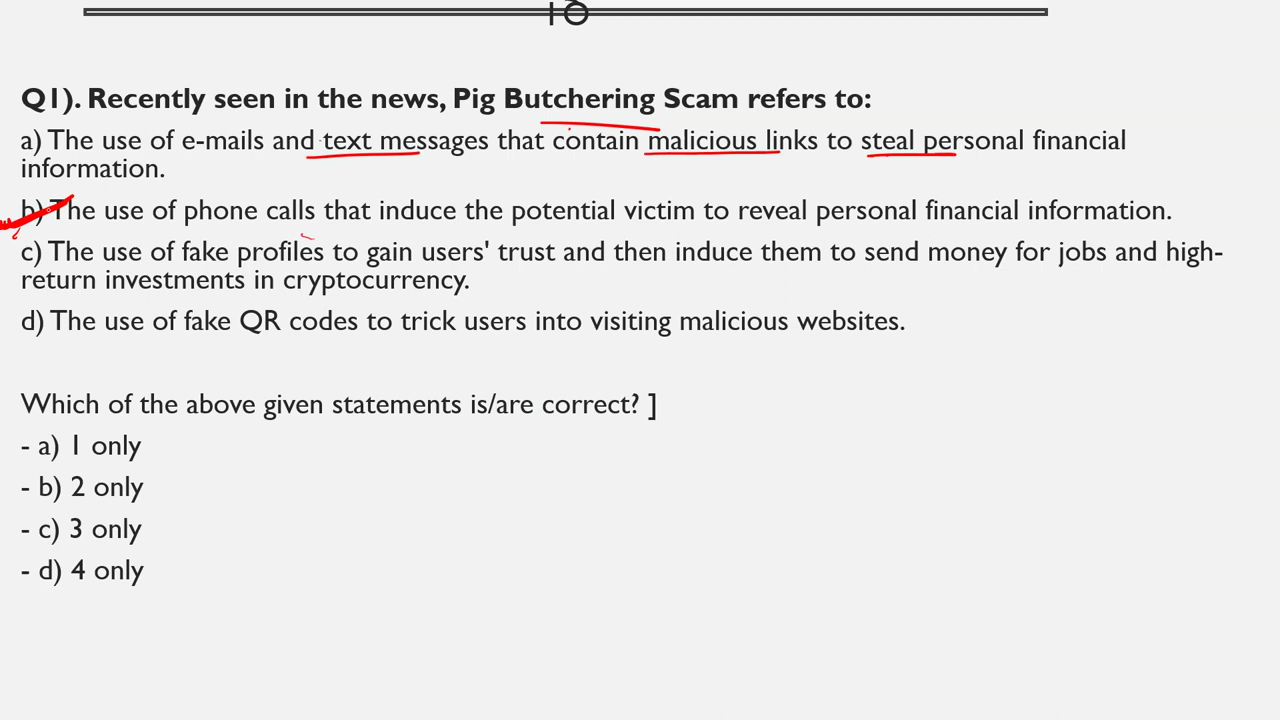 Q1). Recently seen in the news, Pig Butchering Scam refers to:
a) The use of e-mails and text messages that contain malicious links to steal personal financial
information.
b) The use of phone calls that induce the potential victim to reveal personal financial information.
c) The use of fake profiles to gain users' trust and then induce them to send money for jobs and high-
return investments in cryptocurrency.
d) The use of fake QR codes to trick users into visiting malicious websites.
Which of the above given statements is/are correct? ]
- a) 1 only
- b) 2 only
- c) 3 only
- d) 4 only